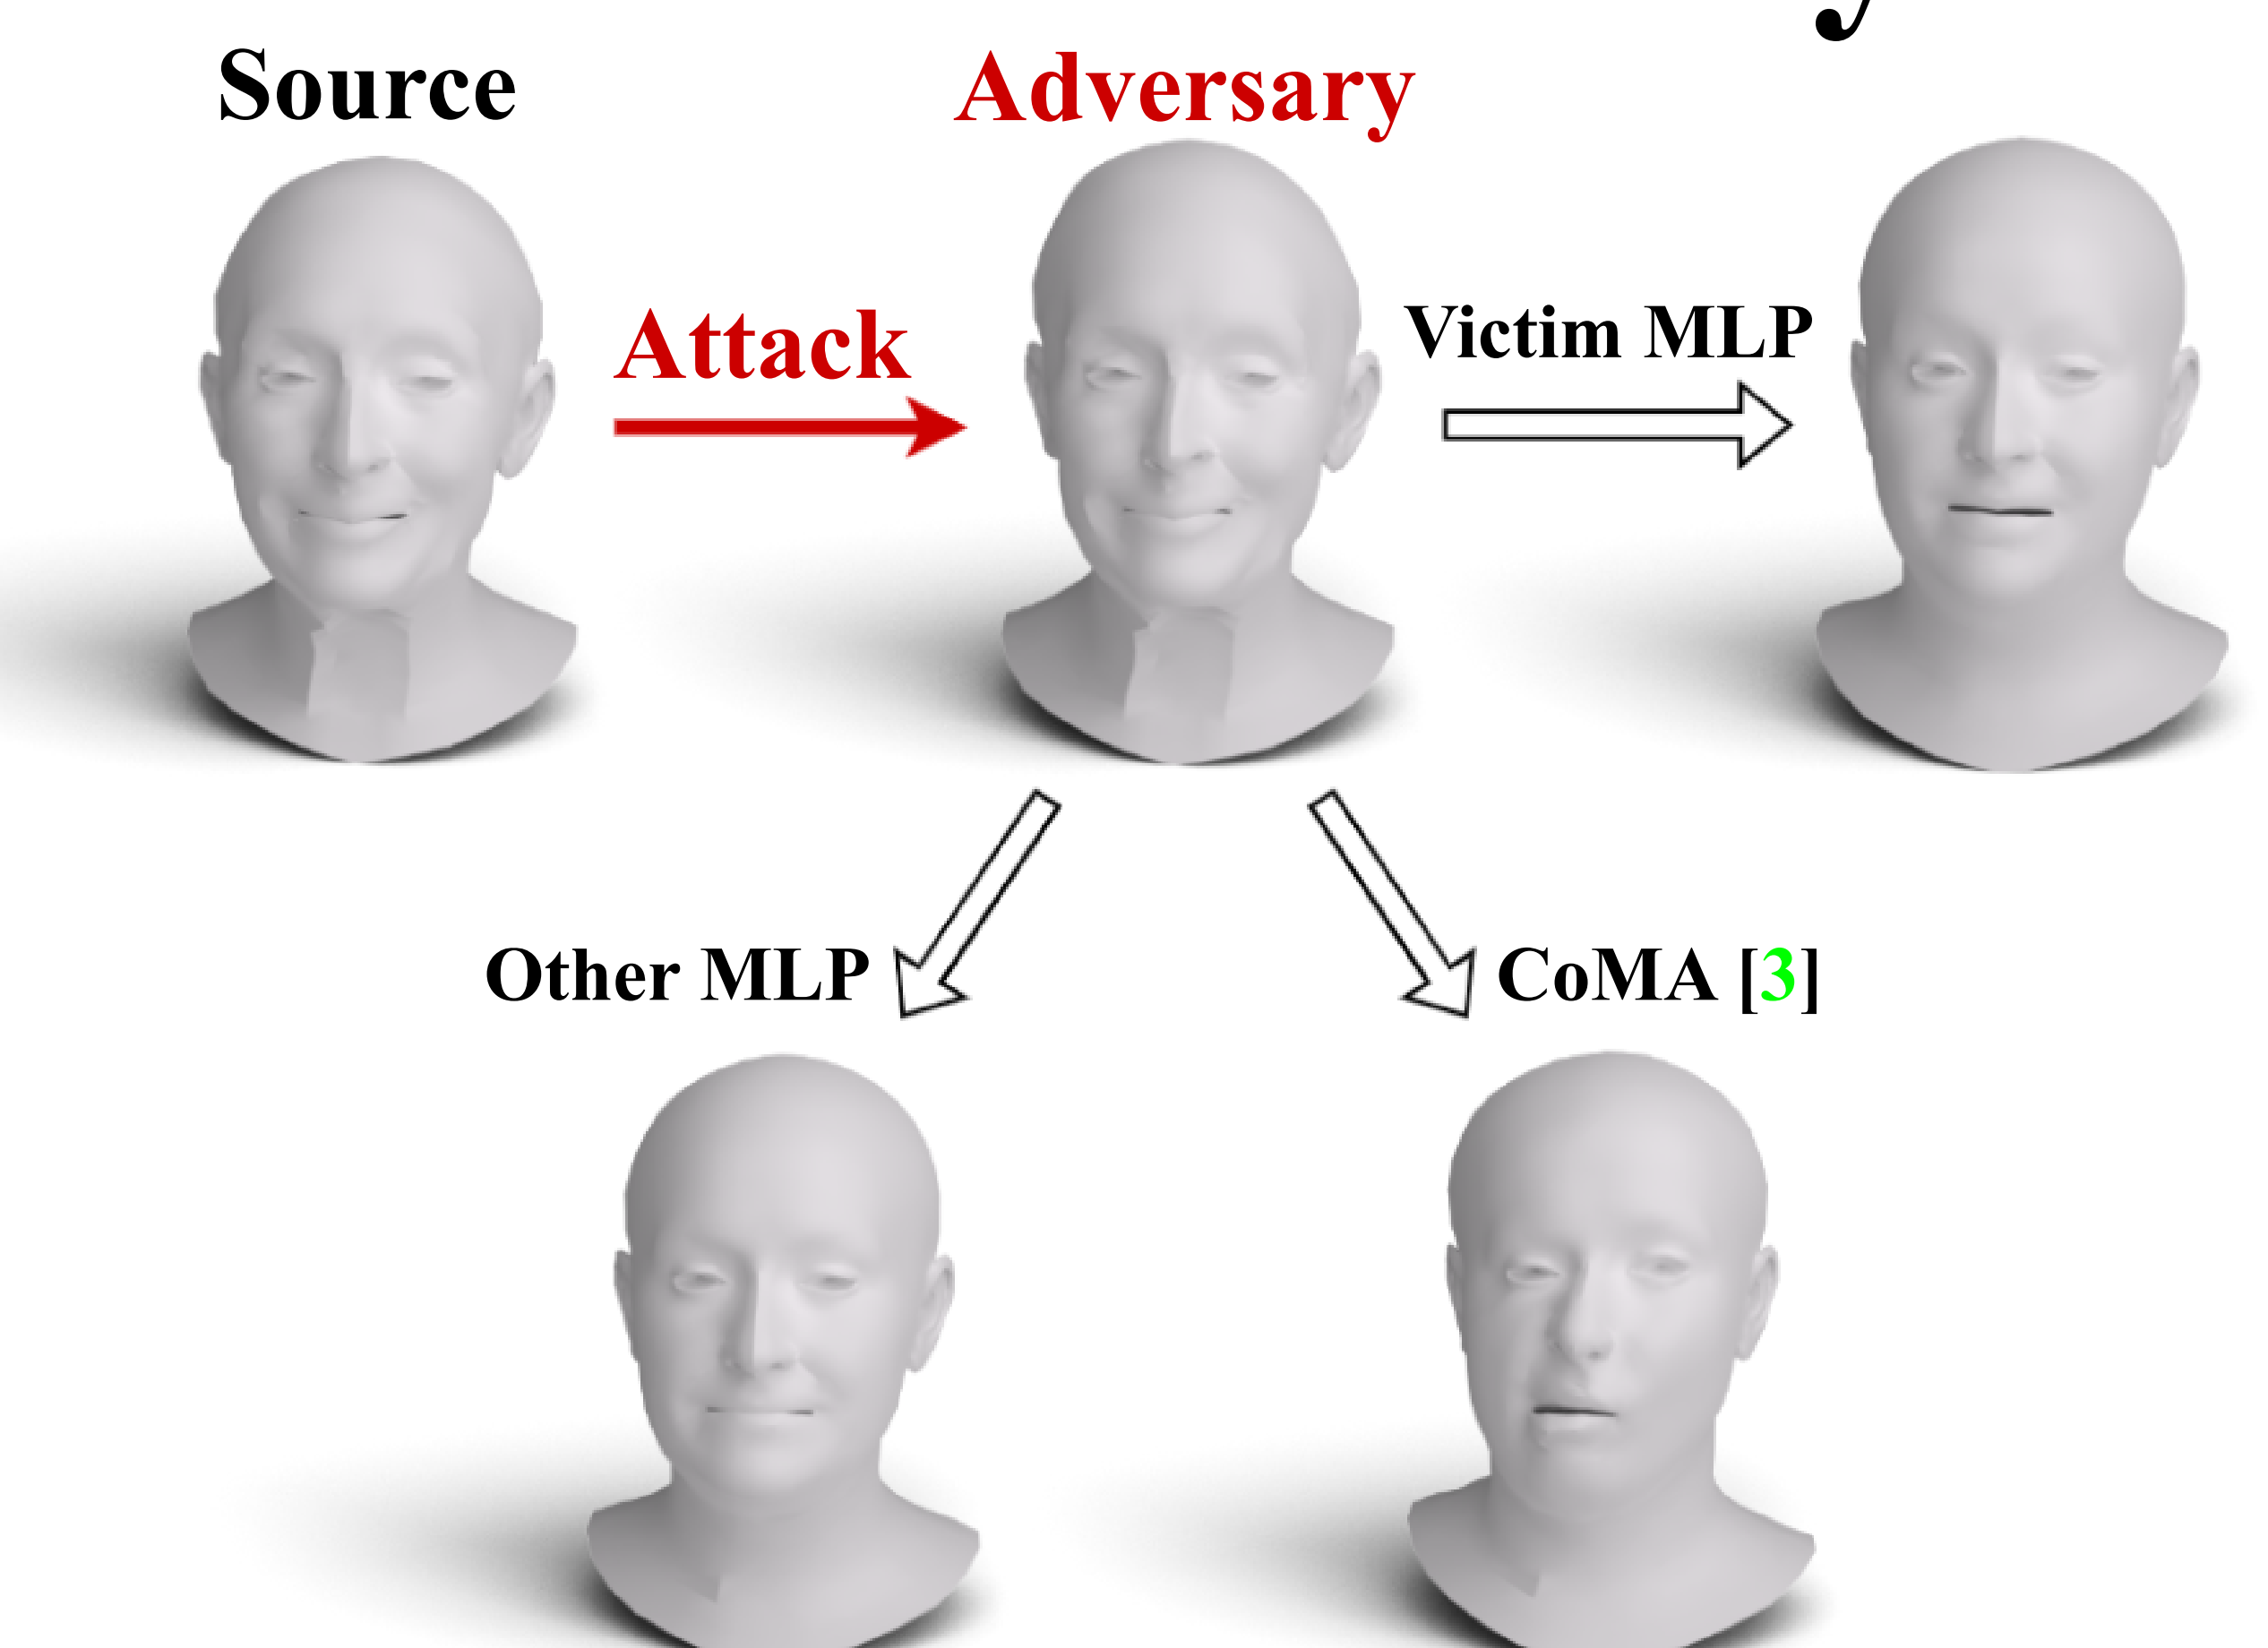 Source
Adversary
Attack
Victim MLP
Other MLP
CoMA [3]